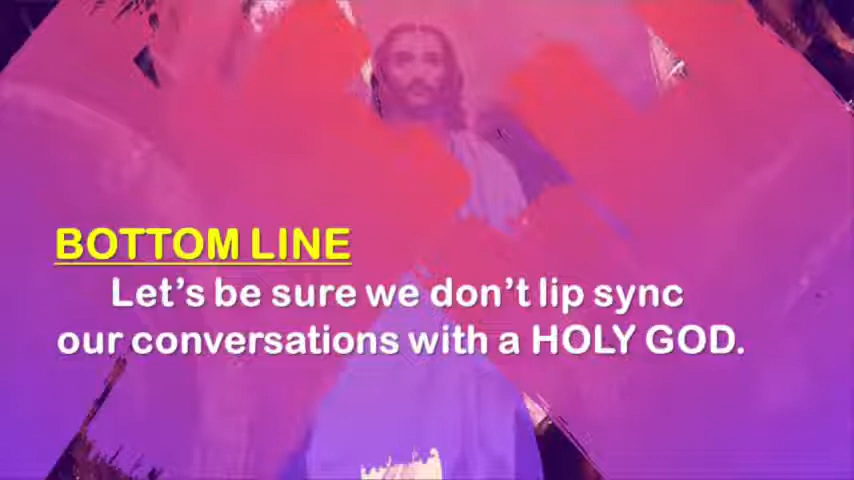 BOTTOM LINE
Let’s be sure we don’t lip sync
our conversations with a HOLY GOD.